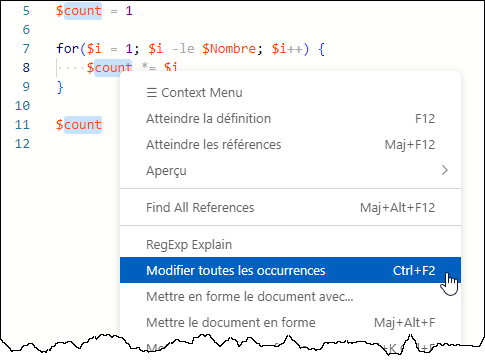 5 $count = 1
6
7 for($i = 1; $i -le $Nombre; $i++) {
8 ····$count *= $i
9 }
10
11 $count
12
☰ Context Menu
Atteindre la définition F12
Atteindre les références Maj+F12
Aperçu >
Find All References Maj+Alt+F12
RegExp Explain
Modifier toutes les occurrences Ctrl+F2
Mettre en forme le document avec...
Mettre le document en forme Maj+Alt+F